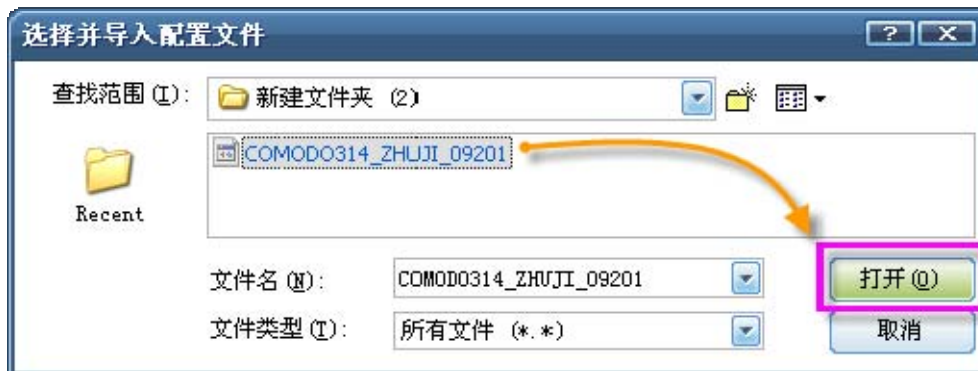 选择并导入配置文件
查找范围(I):
新建文件夹 (2)
COMODO314_ZHUJI_09201
Recent
文件名(N):
COMODO314_ZHUJI_09201
打开(O)
文件类型(T):
所有文件 (*.*)
取消